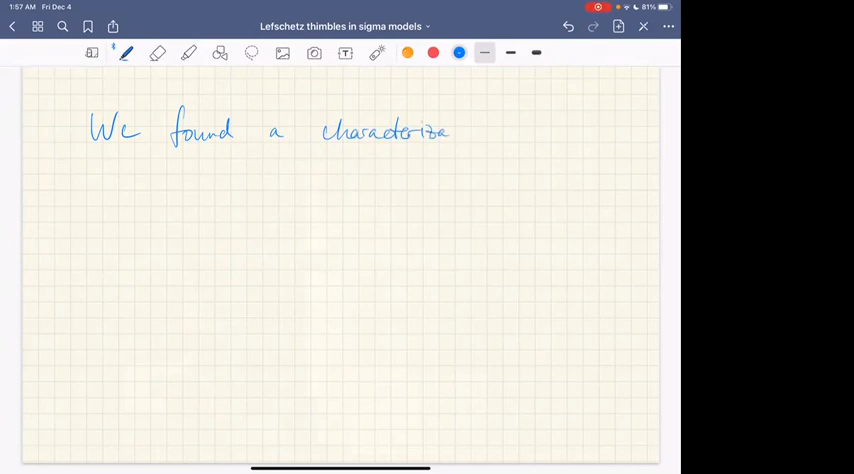 1:57 AM Fri Dec 4
81%
Lefschetz thimbles in sigma models
We found a characteriza